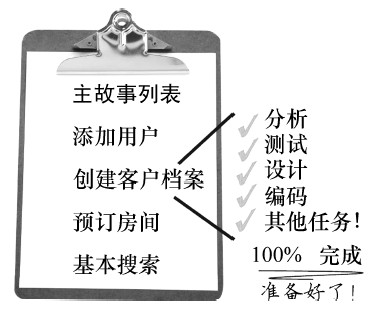 主故事列表
添加用户
创建客户档案
预订房间
基本搜索
分析
测试
设计
编码
其他任务!
100% 完成
准备好了!